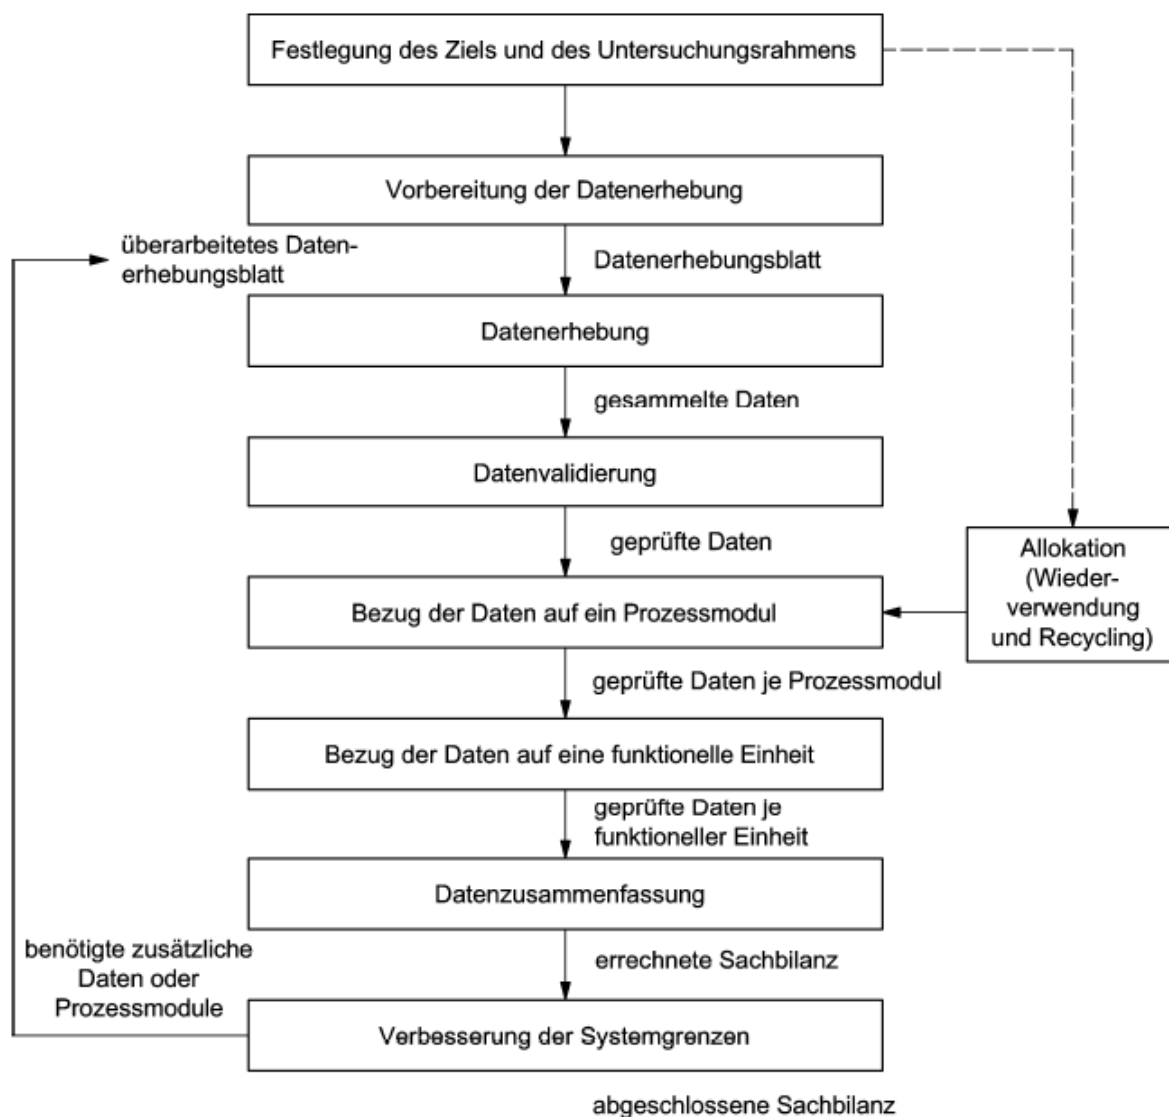 Festlegung des Ziels und des Untersuchungsrahmens
Vorbereitung der Datenerhebung
überarbeitetes Daten-
erhebungsblatt
Datenerhebungsblatt
Datenerhebung
gesammelte Daten
Datenvalidierung
geprüfte Daten
Allokation
(Wieder-
verwendung
und Recycling)
Bezug der Daten auf ein Prozessmodul
geprüfte Daten je Prozessmodul
Bezug der Daten auf eine funktionelle Einheit
geprüfte Daten je
funktioneller Einheit
Datenzusammenfassung
benötigte zusätzliche
Daten oder
Prozessmodule
errechnete Sachbilanz
Verbesserung der Systemgrenzen
abgeschlossene Sachbilanz